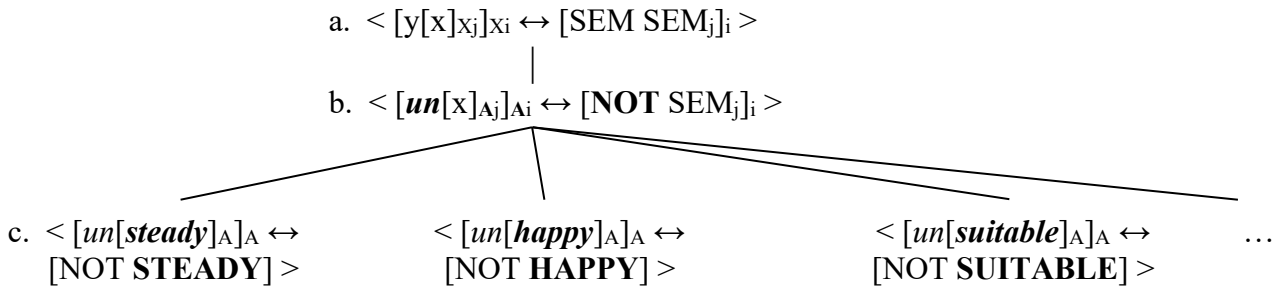 a. < [y[x]Xj]Xi ↔ [SEM SEMj]i >
b. < [un[x]Aj]Ai ↔ [NOT SEMj]i >
c. < [un[steady]A]A ↔ < [un[happy]A]A ↔ < [un[suitable]A]A ↔ …
[NOT STEADY] > [NOT HAPPY] > [NOT SUITABLE] >